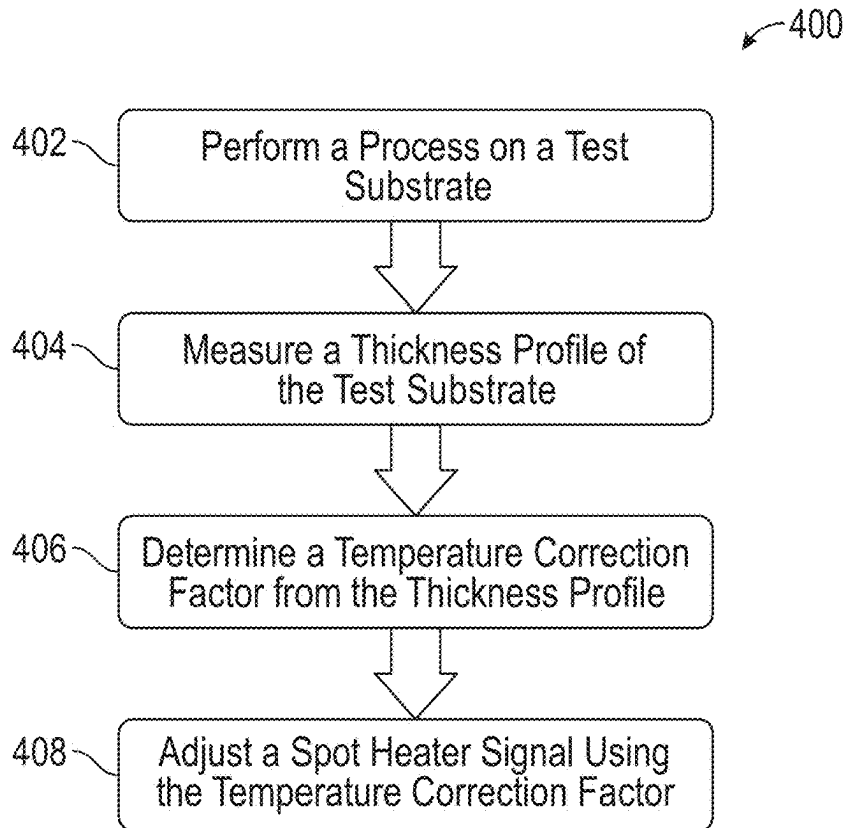 400
402
Perform a Process on a Test
Substrate
404
Measure a Thickness Profile of
the Test Substrate
406
Determine a Temperature Correction
Factor from the Thickness Profile
408
Adjust a Spot Heater Signal Using
the Temperature Correction Factor